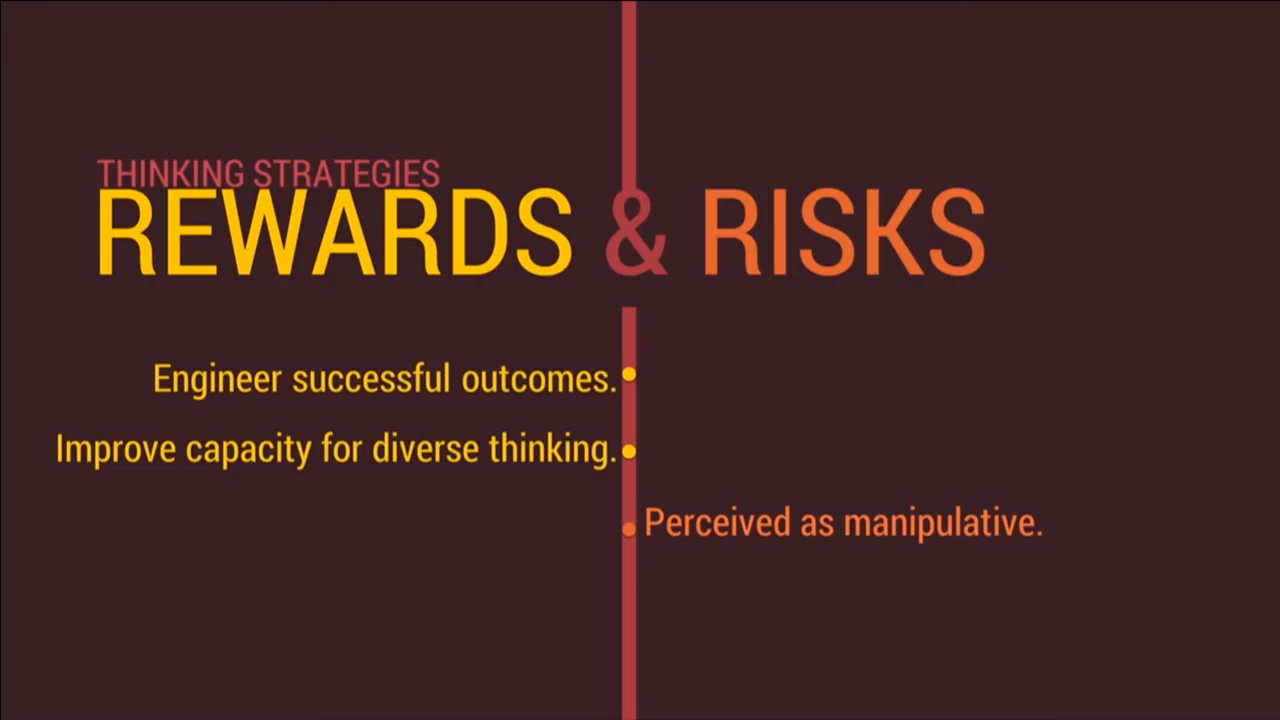 THINKING STRATEGIES
REWARDS & RISKS
Engineer successful outcomes.
Improve capacity for diverse thinking.
Perceived as manipulative.